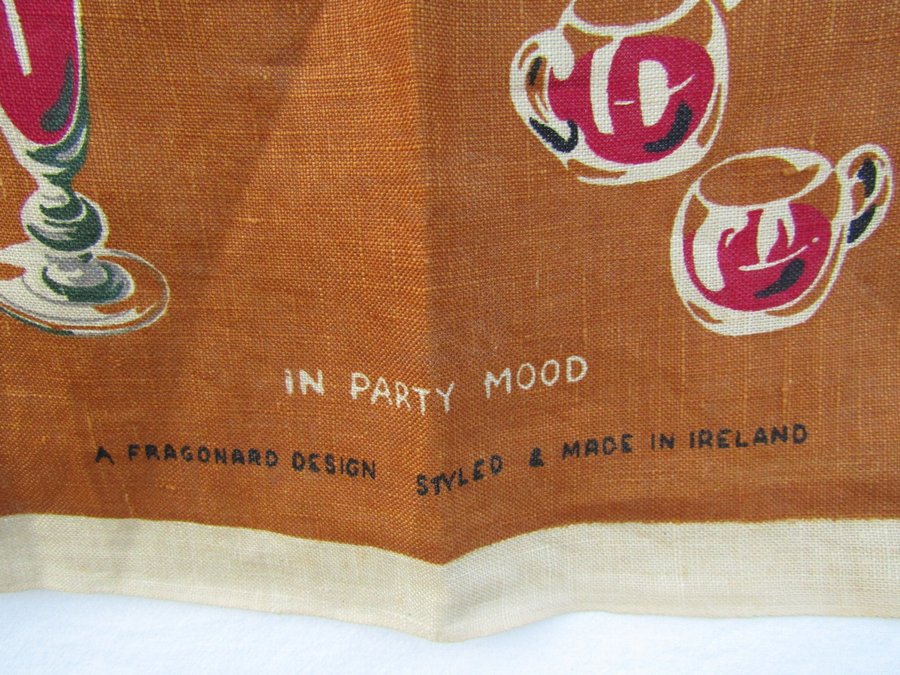 iN PARTY MOOD
A FRAGONARD DESIGN STYLED & MADE IN IRELAND